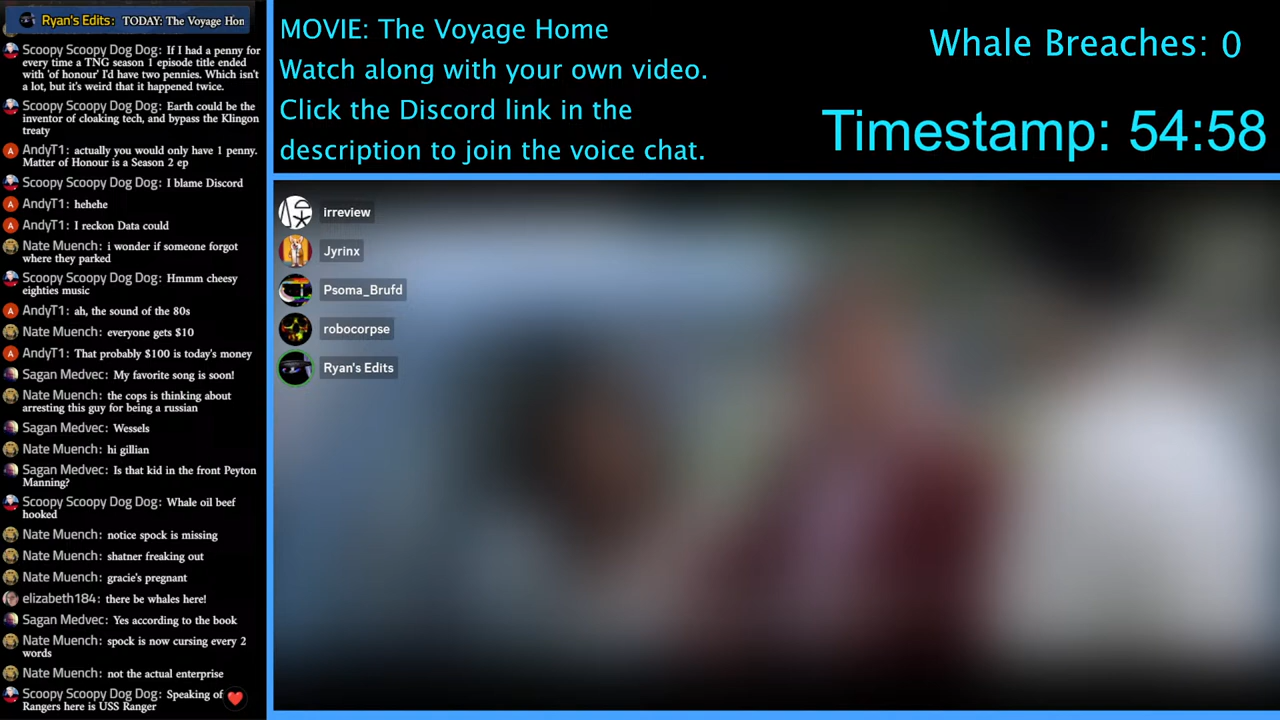 Ryan's Edits: TODAY: The Voyage Hon
Scoopy Scoopy Dog Dog: If I had a penny for
every time a TNG season 1 episode title ended
with 'of honour' I'd have two pennies. Which isn't
a lot, but it's weird that it happened twice.
Scoopy Scoopy Dog Dog: Earth could be the
inventor of cloaking tech, and bypass the Klingon
treaty
A AndyT1: actually you would only have 1 penny.
Matter of Honour is a Season 2 ep
Scoopy Scoopy Dog Dog: I blame Discord
A AndyT1: hehehe
A AndyT1: I reckon Data could
Nate Muench: i wonder if someone forgot
where they parked
Scoopy Scoopy Dog Dog: Hmmm cheesy
eighties music
A AndyT1: ah, the sound of the 80s
Nate Muench: everyone gets $10
A AndyT1: That probably $100 is today's money
Sagan Medvec: My favorite song is soon!
Nate Muench: the cops is thinking about
arresting this guy for being a russian
Sagan Medvec: Wessels
Nate Muench: hi gillian
Sagan Medvec: Is that kid in the front Peyton
Manning?
Scoopy Scoopy Dog Dog: Whale oil beef
hooked
Nate Muench: notice spock is missing
Nate Muench: shatner freaking out
Nate Muench: gracie's pregnant
elizabeth184: there be whales here!
Sagan Medvec: Yes according to the book
Nate Muench: spock is now cursing every 2
words
Nate Muench: not the actual enterprise
Scoopy Scoopy Dog Dog: Speaking of
Rangers here is USS Ranger
MOVIE: The Voyage Home
Watch along with your own video.
Click the Discord link in the
description to join the voice chat.
Whale Breaches: 0
Timestamp: 54:58
irreview
Jyrinx
Psoma_Brufd
robocorpse
Ryan's Edits